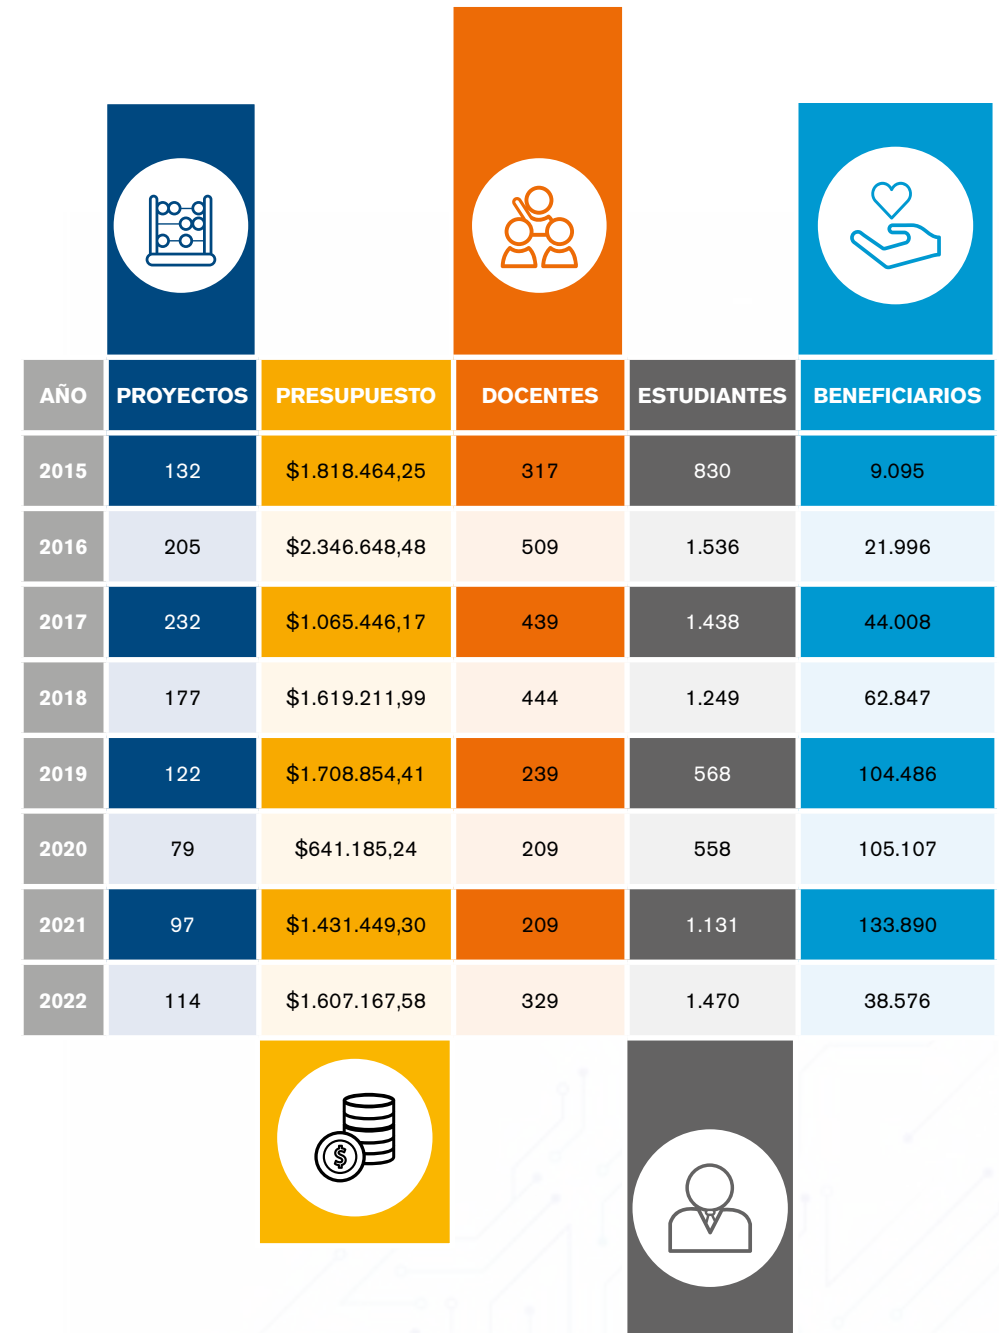 AÑO PROYECTOS PRESUPUESTO DOCENTES ESTUDIANTES BENEFICIARIOS
2015 132 $1.818.464,25 317 830 9.095
2016 205 $2.346.648,48 509 1.536 21.996
2017 232 $1.065.446,17 439 1.438 44.008
2018 177 $1.619.211,99 444 1.249 62.847
2019 122 $1.708.854,41 239 568 104.486
2020 79 $641.185,24 209 558 105.107
2021 97 $1.431.449,30 209 1.131 133.890
2022 114 $1.607.167,58 329 1.470 38.576
$